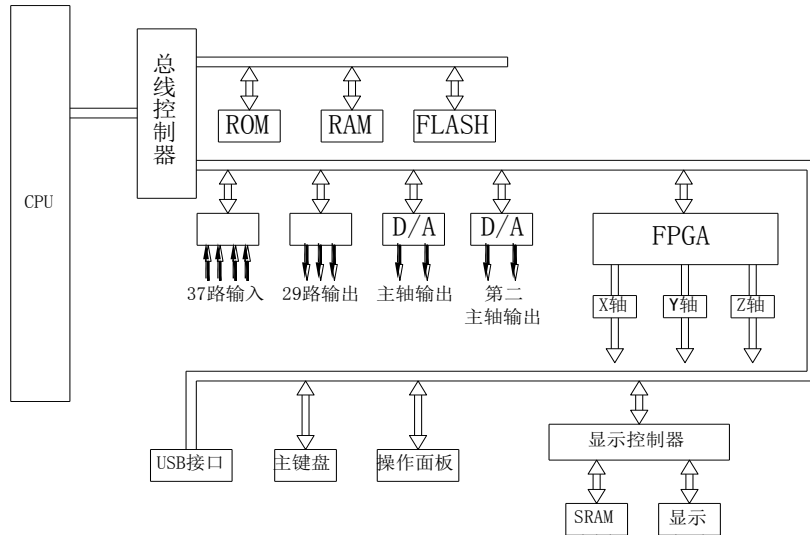 CPU
总线控制器
ROM
RAM
FLASH
D/A
D/A
FPGA
37路输入
29路输出
主轴输出
第二
主轴输出
X轴
Y轴
Z轴
USB接口
主键盘
操作面板
显示控制器
SRAM
显示